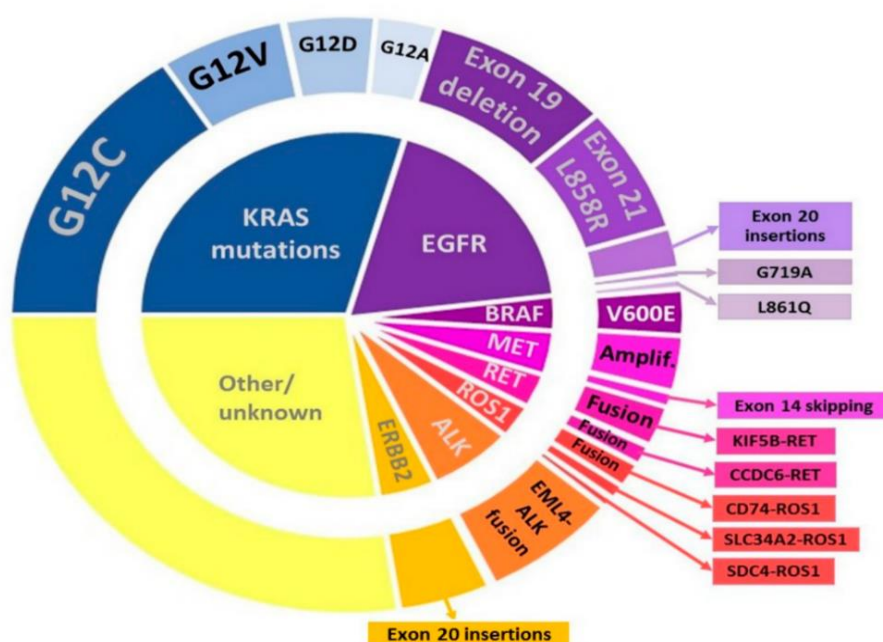 G12V
G12D
G12A
G12C
Exon 19
deletion
Exon 21
L858R
KRAS
mutations
EGFR
Exon 20
insertions
G719A
L861Q
BRAF
V600E
MET
Amplif.
RET
Exon 14 skipping
ROS1
Fusion
KIF5B-RET
Other/
unknown
ERBB2
ALK
Fusion
CCDC6-RET
Fusion
CD74-ROS1
EML4-
ALK
fusion
SLC34A2-ROS1
SDC4-ROS1
Exon 20 insertions